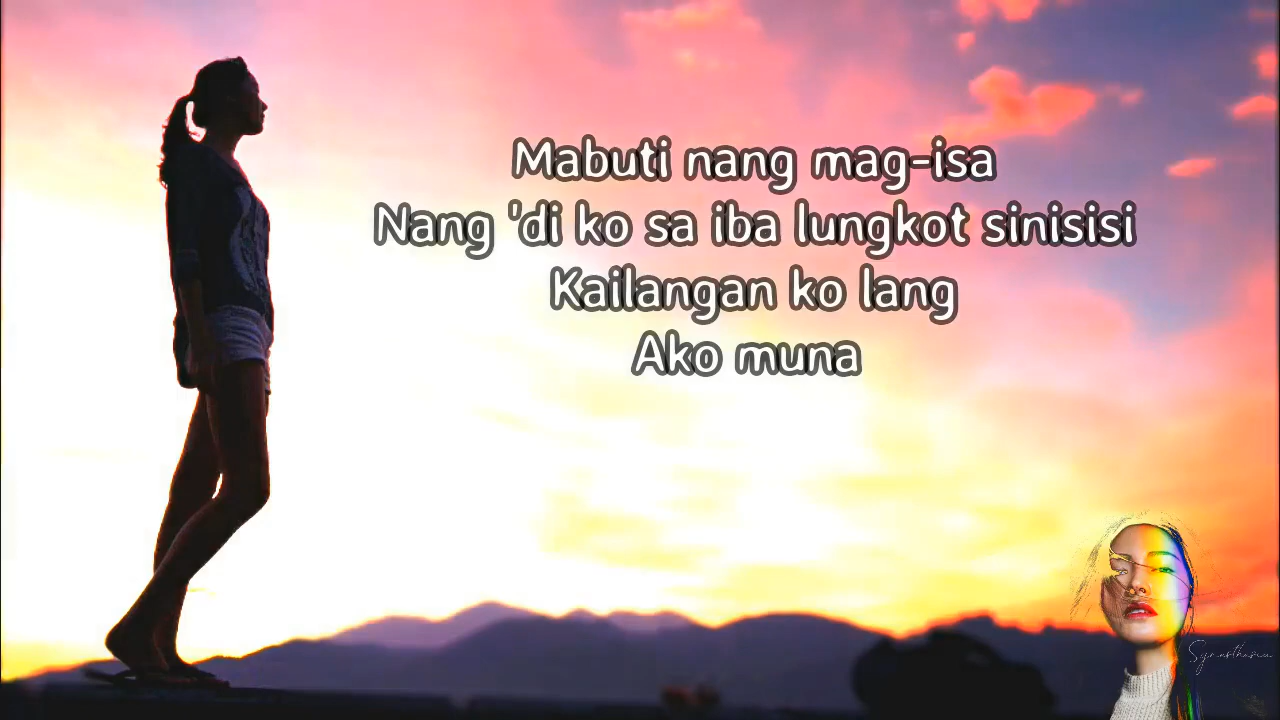 Mabuti nang mag-isa
Nang 'di ko sa iba lungkot sinisisi
Kailangan ko lang
Ako muna